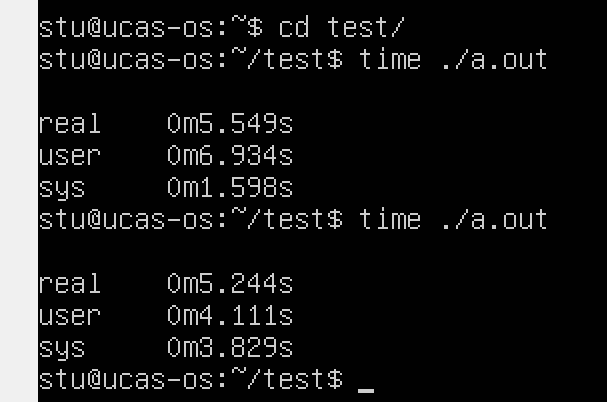 stu@ucas-os:~$ cd test/
stu@ucas-os:~/test$ time ./a.out
real 0m5.549s
user 0m6.934s
sys 0m1.598s
stu@ucas-os:~/test$ time ./a.out
real 0m5.244s
user 0m4.111s
sys 0m3.829s
stu@ucas-os:~/test$ _